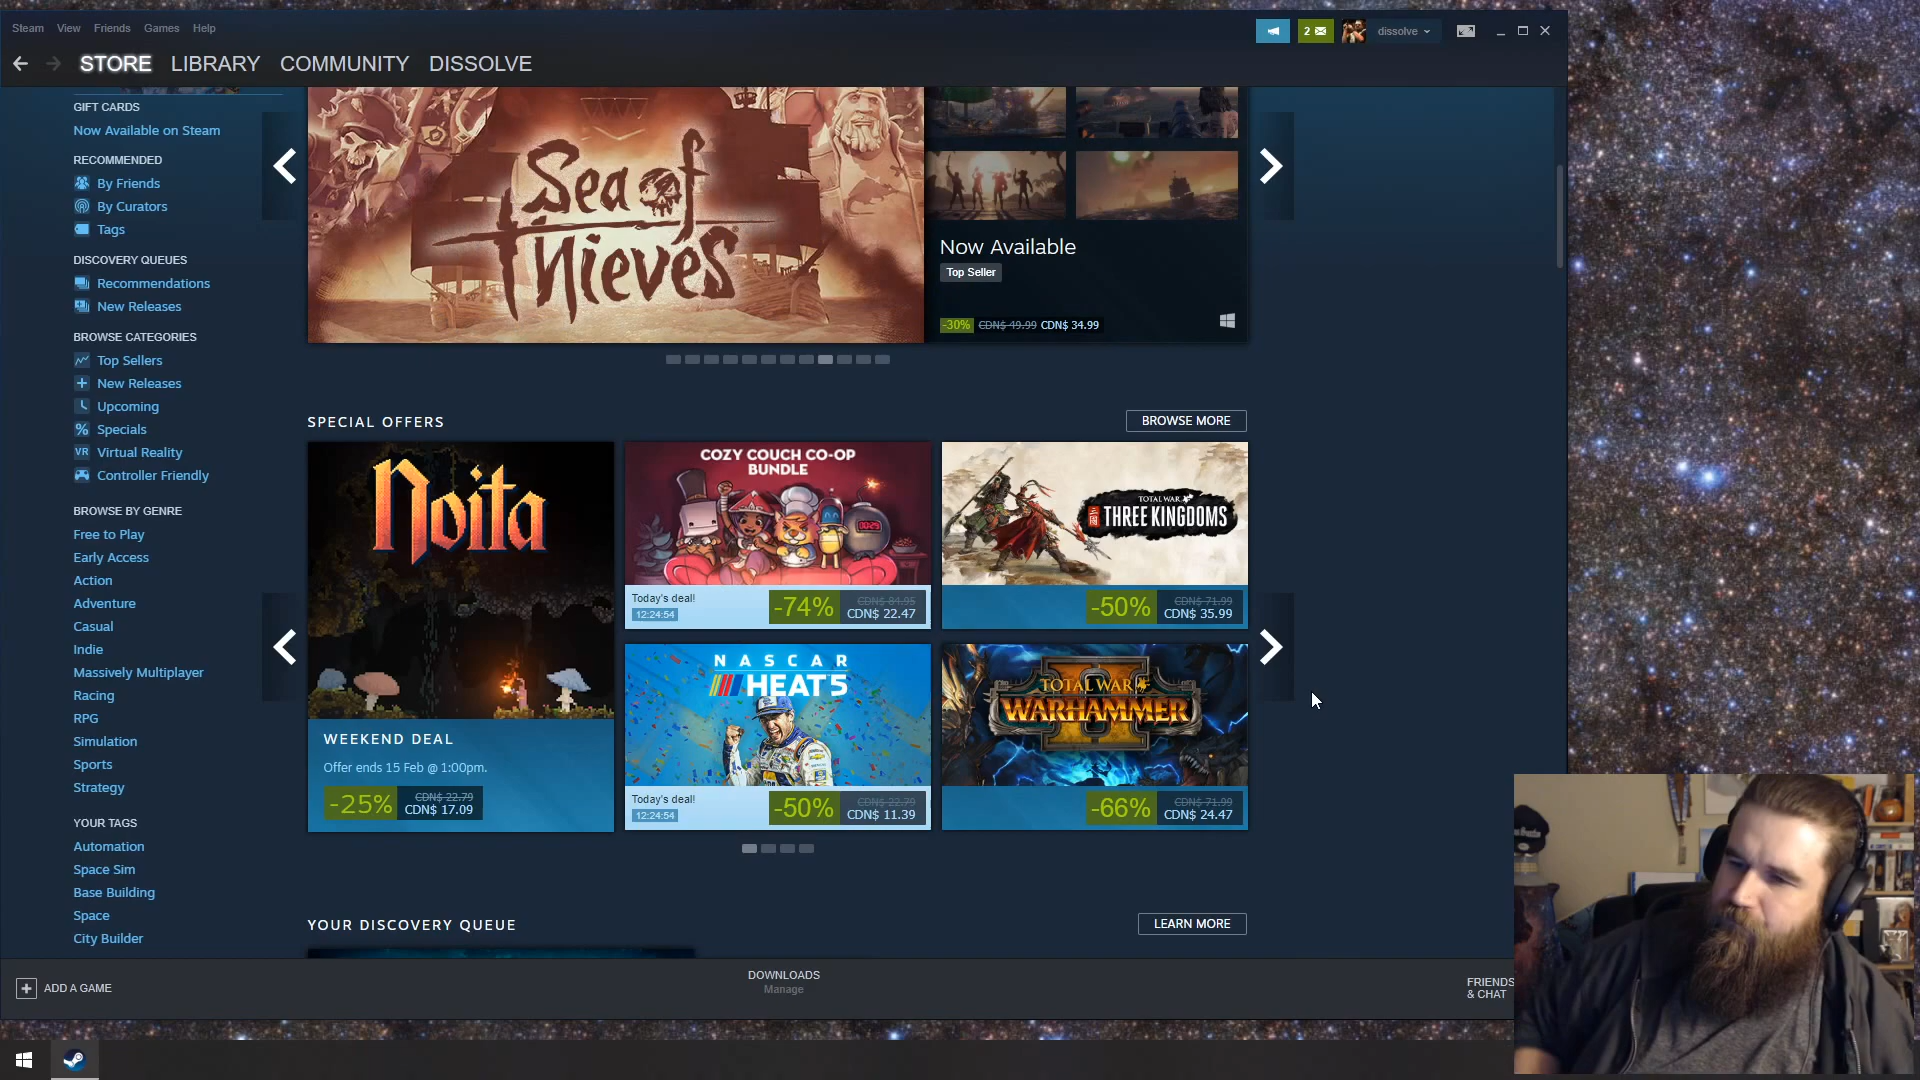 Steam View Friends Games Help
2
dissolve
STORE LIBRARY COMMUNITY DISSOLVE
GIFT CARDS
Now Available on Steam
RECOMMENDED
By Friends
By Curators
Tags
DISCOVERY QUEUES
Recommendations
New Releases
BROWSE CATEGORIES
Top Sellers
New Releases
Upcoming
% Specials
VR Virtual Reality
Controller Friendly
BROWSE BY GENRE
Free to Play
Early Access
Action
Adventure
Casual
Indie
Massively Multiplayer
Racing
RPG
Simulation
Sports
Strategy
YOUR TAGS
Automation
Space Sim
Base Building
Space
City Builder
Sea of
Thieves
Now Available
Top Seller
-30% CDN$ 49.99 CDN$ 34.99
SPECIAL OFFERS
BROWSE MORE
Noita
WEEKEND DEAL
Offer ends 15 Feb @ 1:00pm.
-25%
CDN$ 22.79
CDN$ 17.09
COZY COUCH CO-OP
BUNDLE
00:29
Today's deal!
12:24:54
-74%
CDN$ 84.95
CDN$ 22.47
TOTAL WAR
三国
THREE KINGDOMS
-50%
CDN$ 71.99
CDN$ 35.99
NASCAR
HEAT 5
Today's deal!
12:24:54
-50%
CDN$ 22.79
CDN$ 11.39
TOTAL WAR
WARHAMMER
II
-66%
CDN$ 71.99
CDN$ 24.47
YOUR DISCOVERY QUEUE
LEARN MORE
ADD A GAME
DOWNLOADS
Manage
FRIENDS
& CHAT